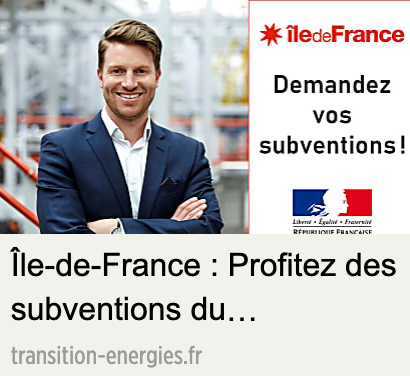 îledeFrance
Demandez
vos
subventions!
Liberté • Égalité • Fraternité
RÉPUBLIQUE FRANÇAISE
Île-de-France : Profitez des
subventions du…
transition-energies.fr